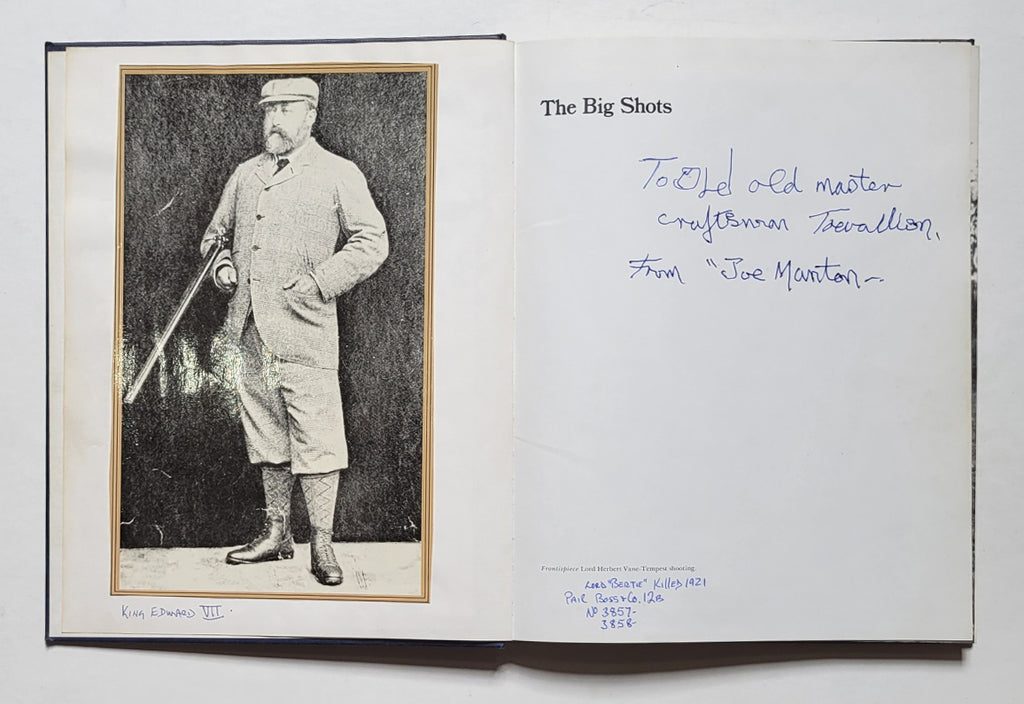 KING EDWARD VII.
The Big Shots
To Old old master
craftsman Trevallion,
From "Joe Manton -
Frontispiece Lord Herbert Vane-Tempest shooting.
LORD "BERTIE" KILLED 1921
PAIR BOSS & CO. 12B
Nº 3857-
3858-